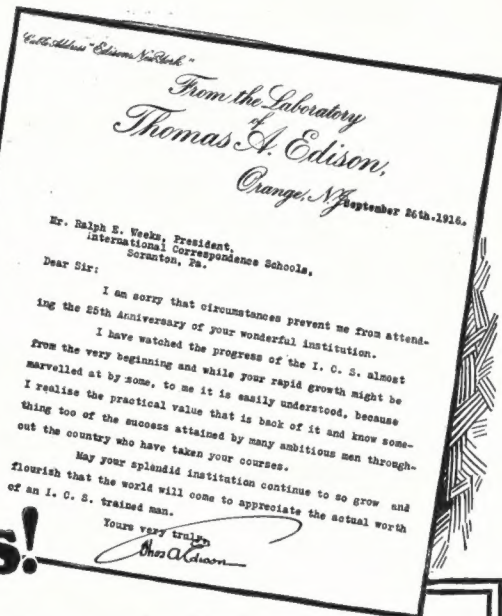 Cable Address "Edison, New York"
From the Laboratory
of
Thomas A. Edison,
Orange, N.J. September 26th.1916.
Mr. Ralph E. Weeks, President,
International Correspondence Schools,
Scranton, Pa.
Dear Sir:
I am sorry that circumstances prevent me from attend-
ing the 25th Anniversary of your wonderful institution.
I have watched the progress of the I. C. S. almost
from the very beginning and while your rapid growth might be
marvelled at by some, to me it is easily understood, because
I realise the practical value that is back of it and know some-
thing too of the success attained by many ambitious men through-
out the country who have taken your courses.
May your splendid institution continue to so grow and
flourish that the world will come to appreciate the actual worth
of an I. C. S. trained man.
Yours very truly,
Thos A Edison
s!